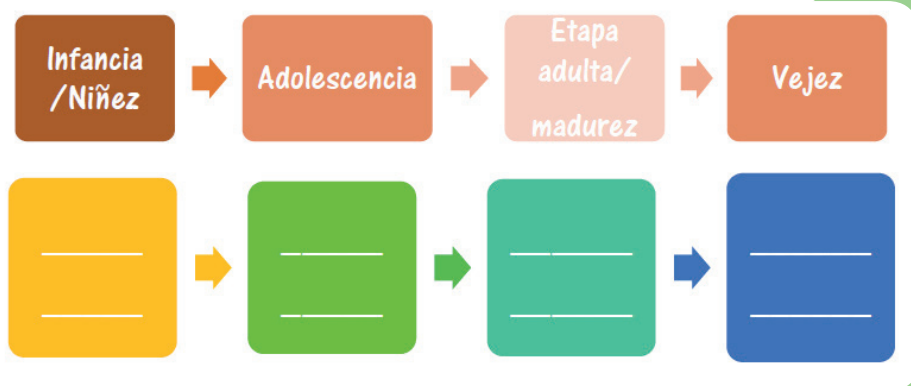 Infancia
/Niñez
Adolescencia
Etapa
adulta/
madurez
Vejez